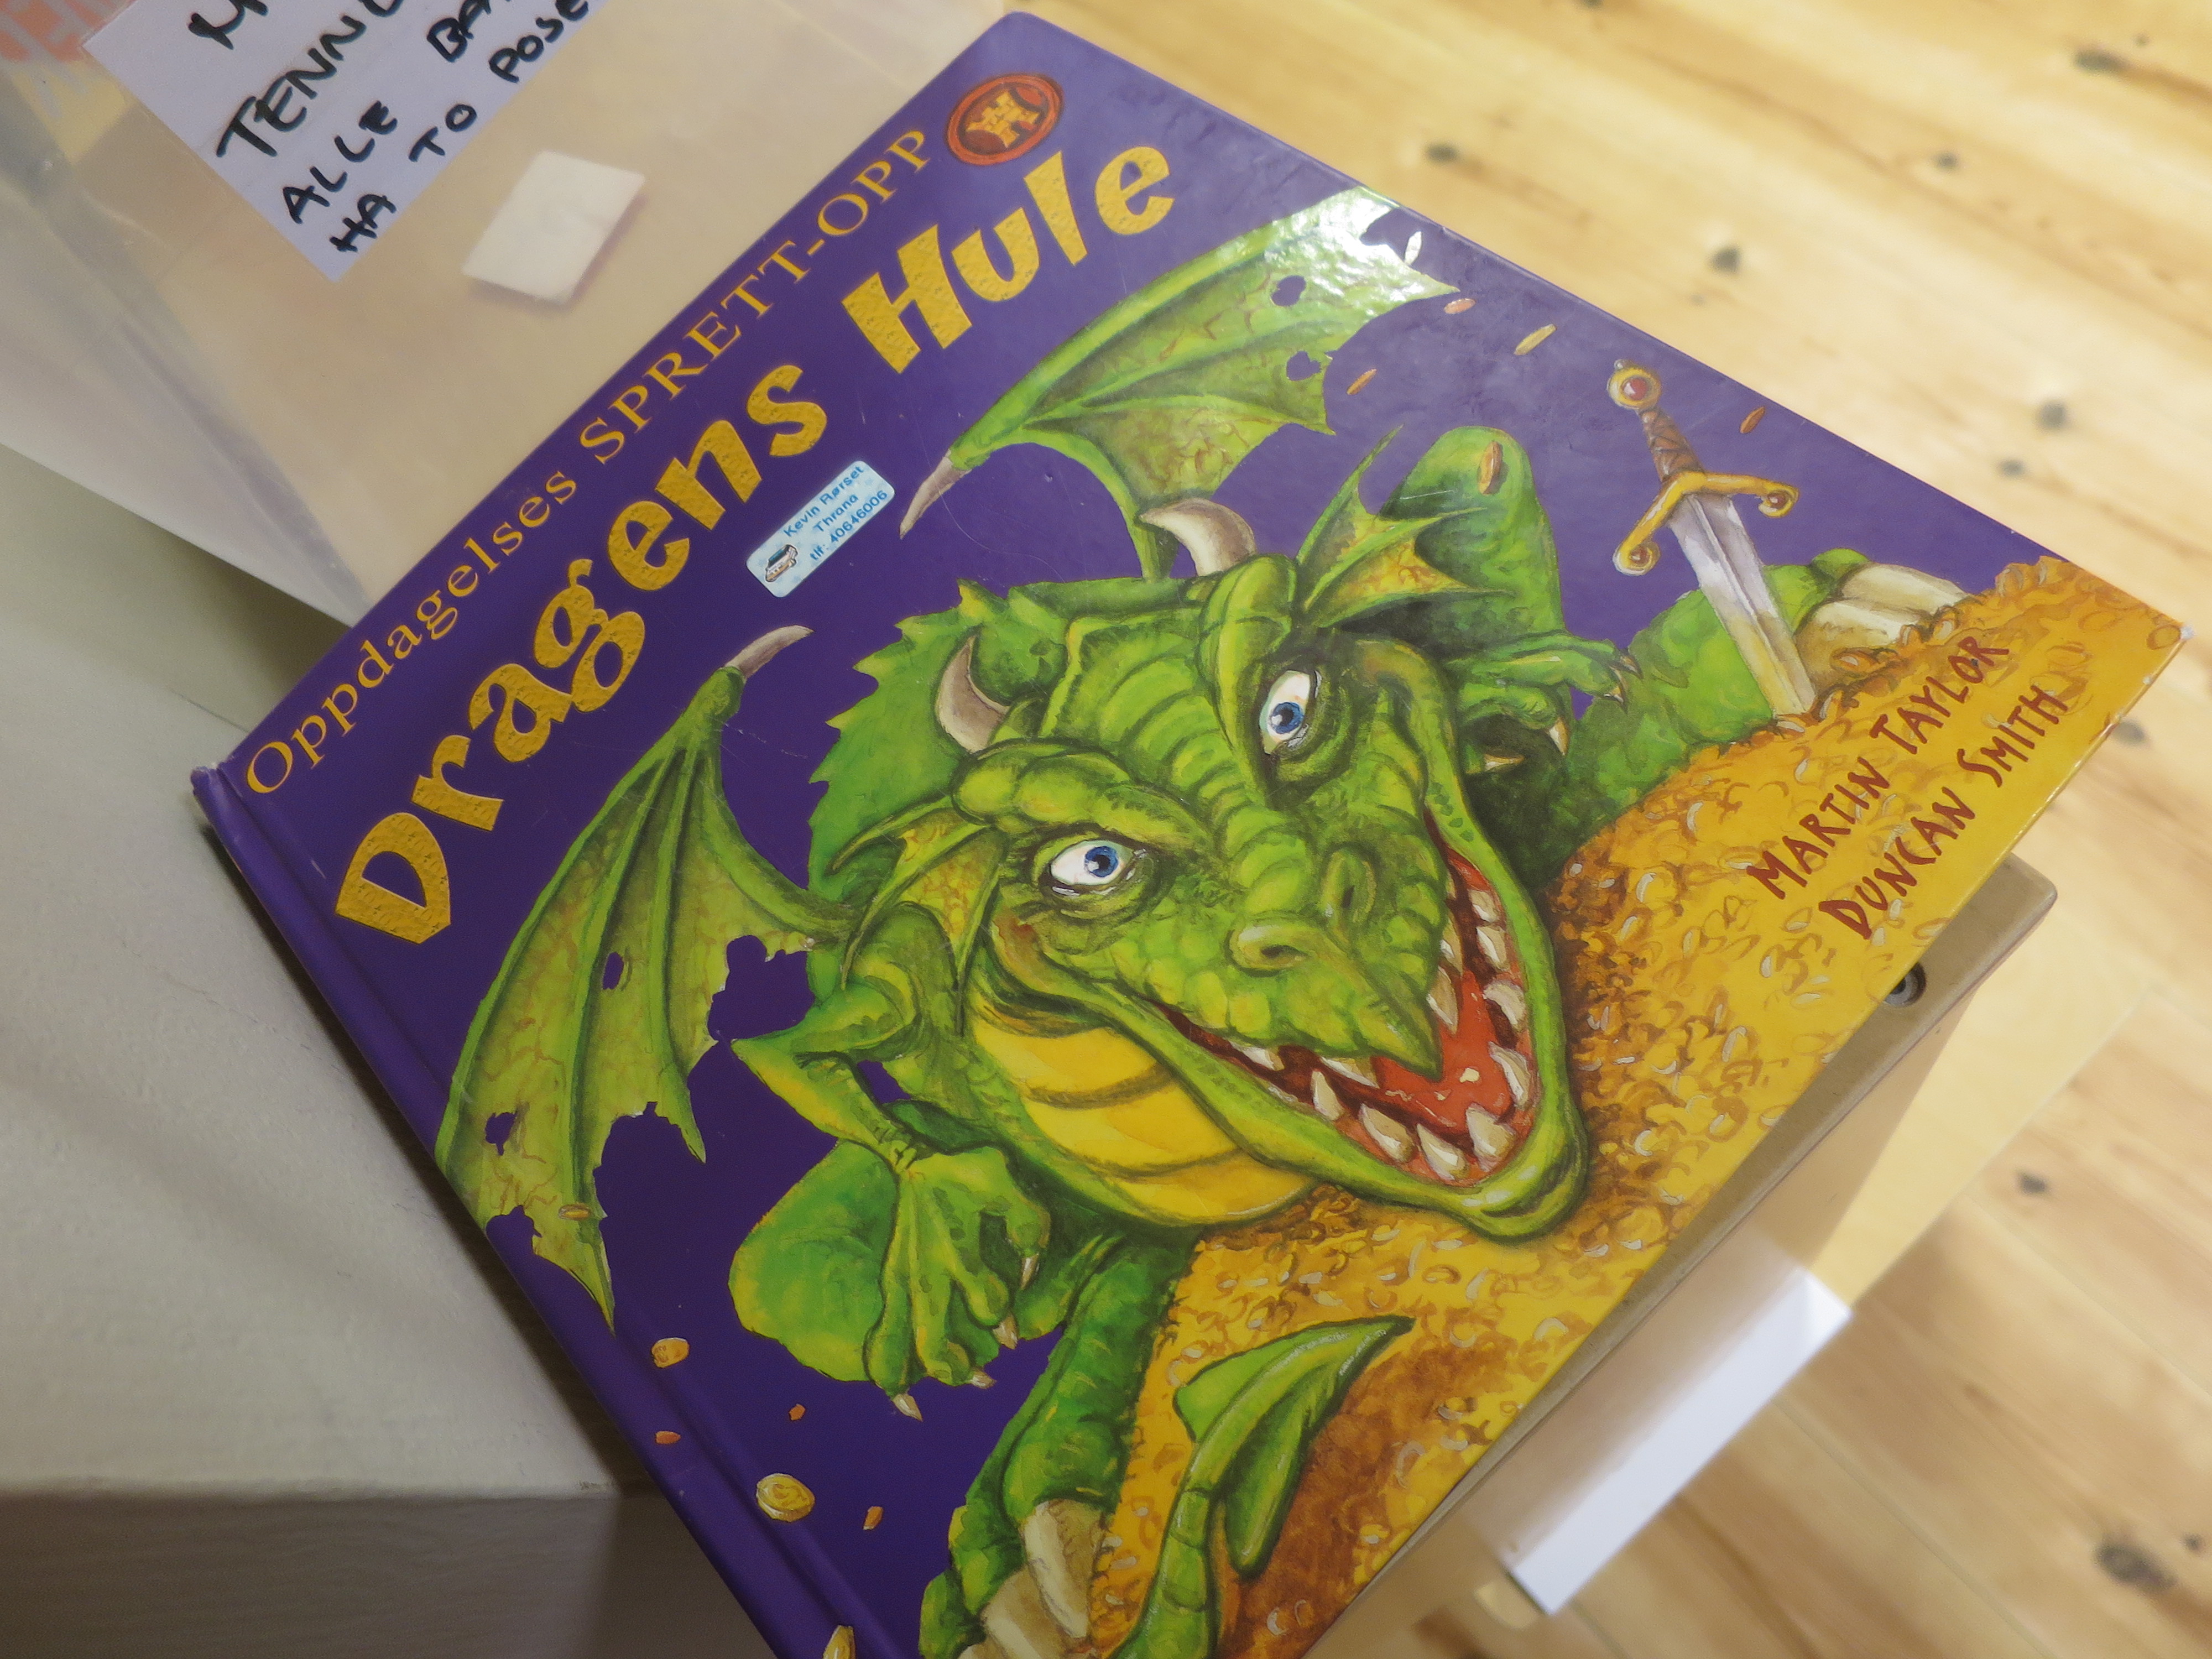 TENN
ALLE BA
HA TO POSE
Oppdagelses SPRETT-OPP
Dragens Hule
Kevin Rørset
Thrana
tlf: 40646006
MARTIN TAYLOR
DUNCAN SMITH